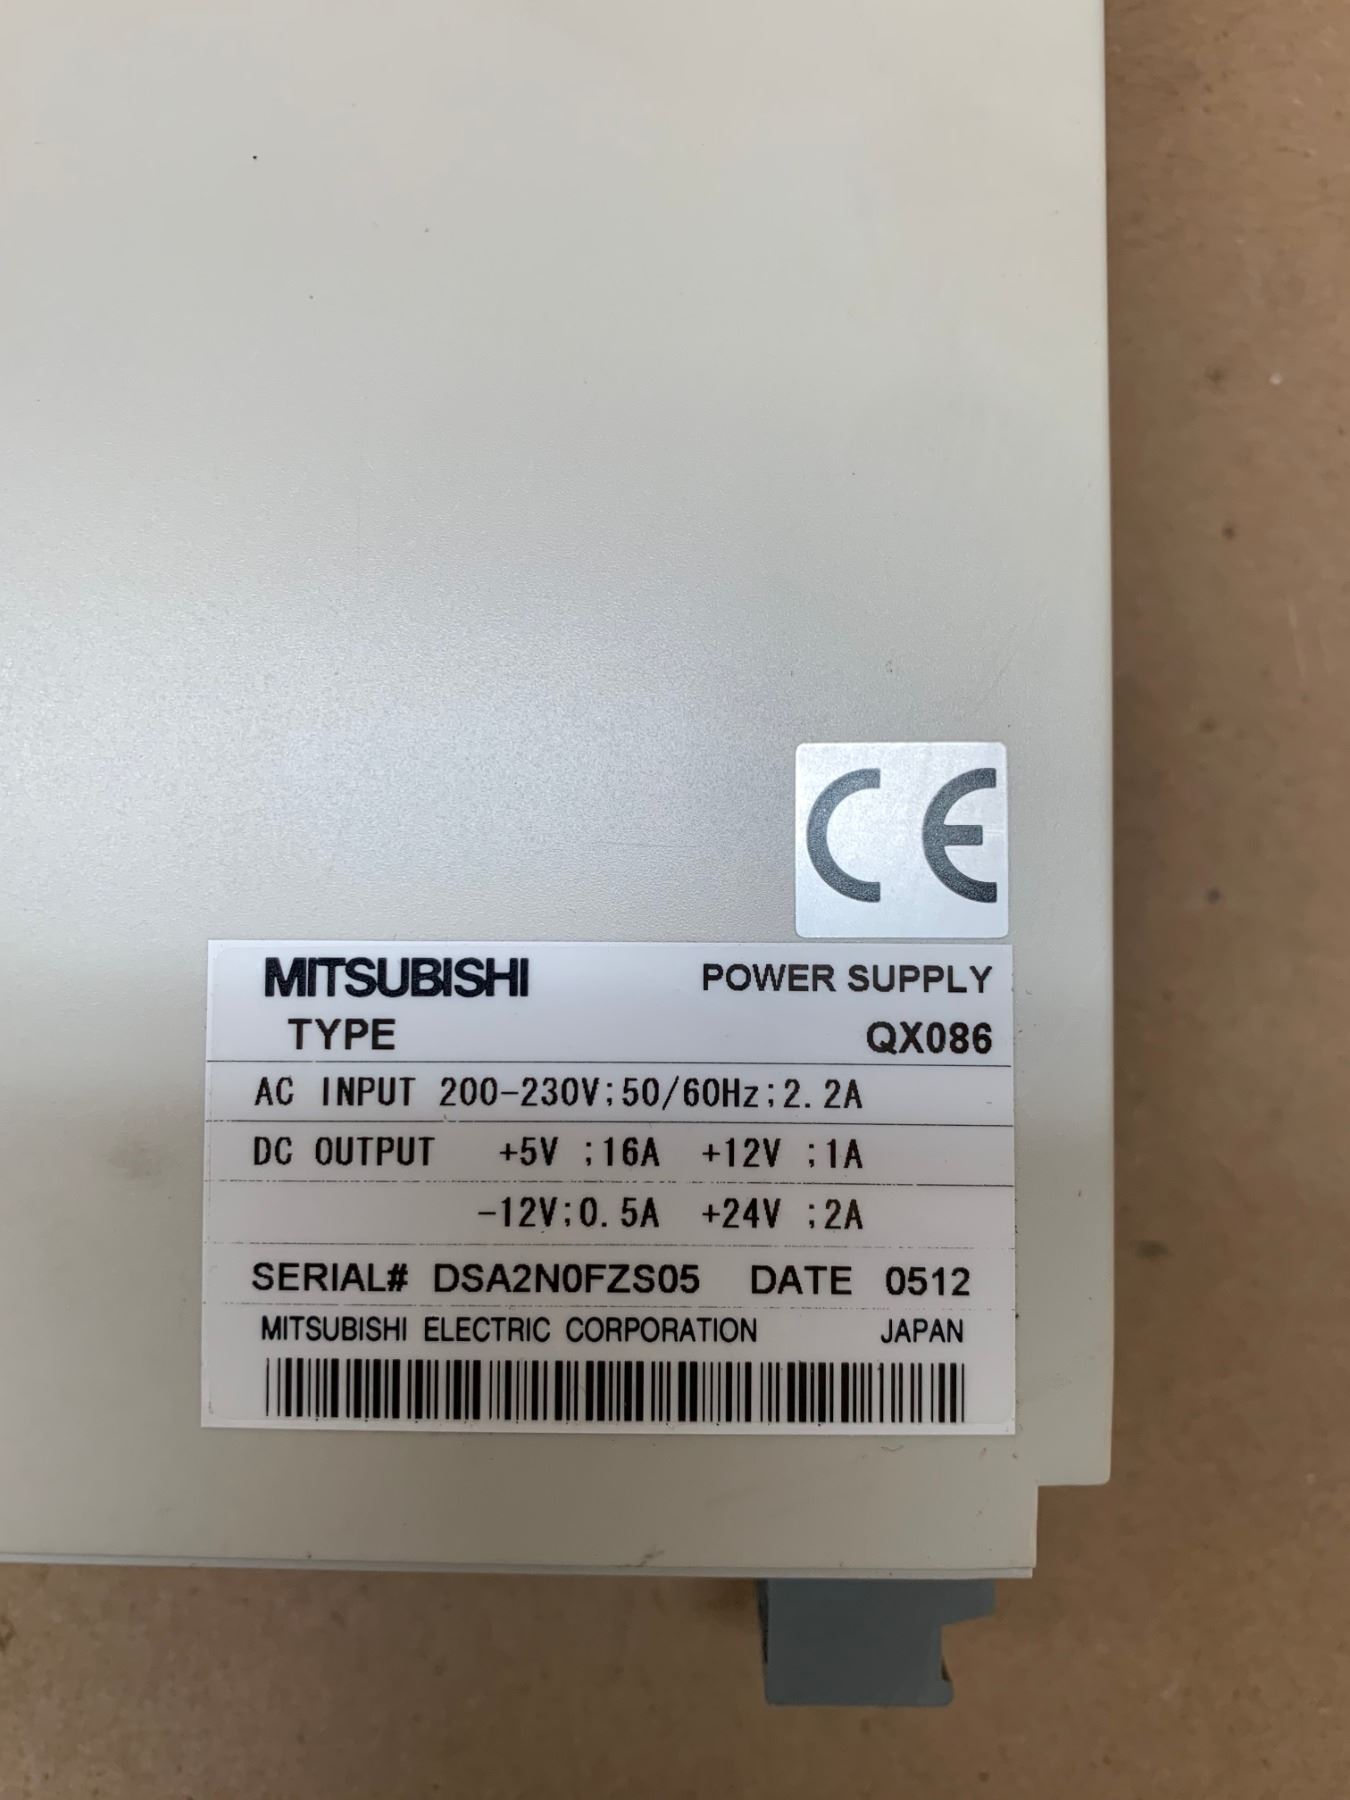 CE
MITSUBISHI POWER SUPPLY
TYPE QX086
AC INPUT 200-230V;50/60Hz;2.2A
DC OUTPUT +5V ;16A +12V ;1A
-12V;0.5A +24V ;2A
SERIAL# DSA2N0FZS05 DATE 0512
MITSUBISHI ELECTRIC CORPORATION JAPAN